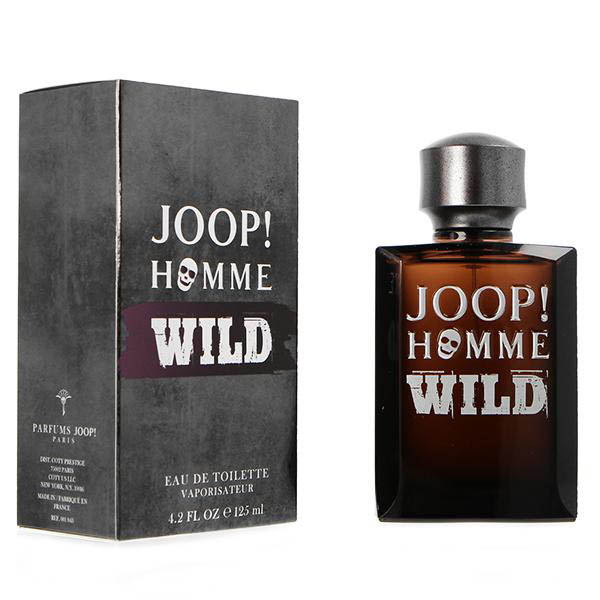 JOOP!
HOMME
WILD
EAU DE TOILETTE
VAPORISATEUR
4.2 FL OZ e 125 ml
PARFUMS JOOP!
PARIS
DIST. COTY PRESTIGE
75002 PARIS
COTY US LLC
NEW YORK, N.Y. 10016
MADE IN / FABRIQUÉ EN
FRANCE
JOOP!
HOMME
WILD